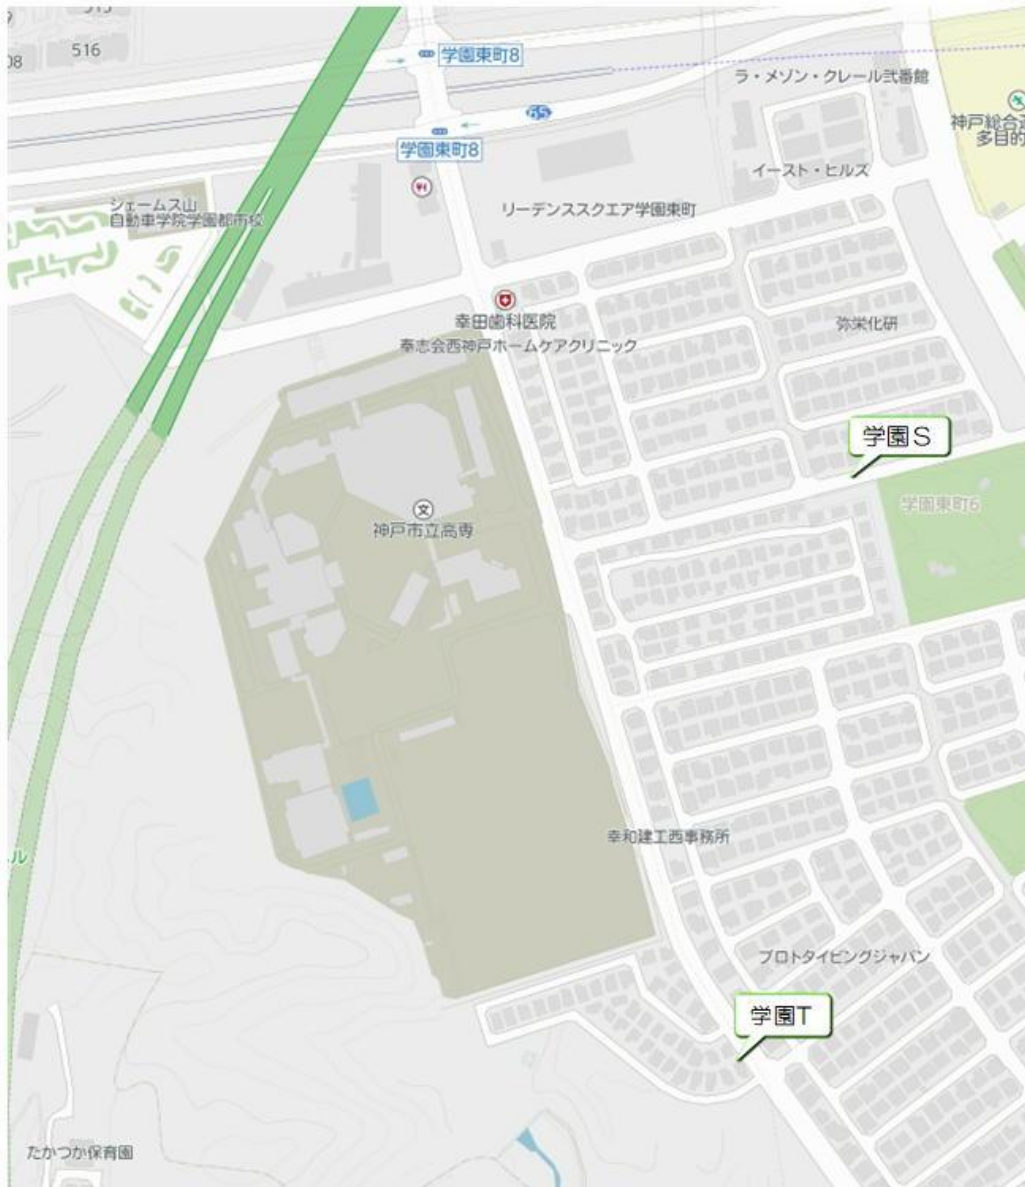 516
学園東町8
ラ・メゾン・クレール弐番館
65
学園東町8
神戸総合
多目的
イースト・ヒルズ
シェームス山
自動車学院学園都市校
リーデンススクエア学園東町
幸田歯科医院
弥栄化研
奉志会西神戸ホームケアクリニック
学園S
学園東町6
文
神戸市立高専
幸和建工西事務所
ル
プロトタイピングジャパン
学園T
たかつか保育園